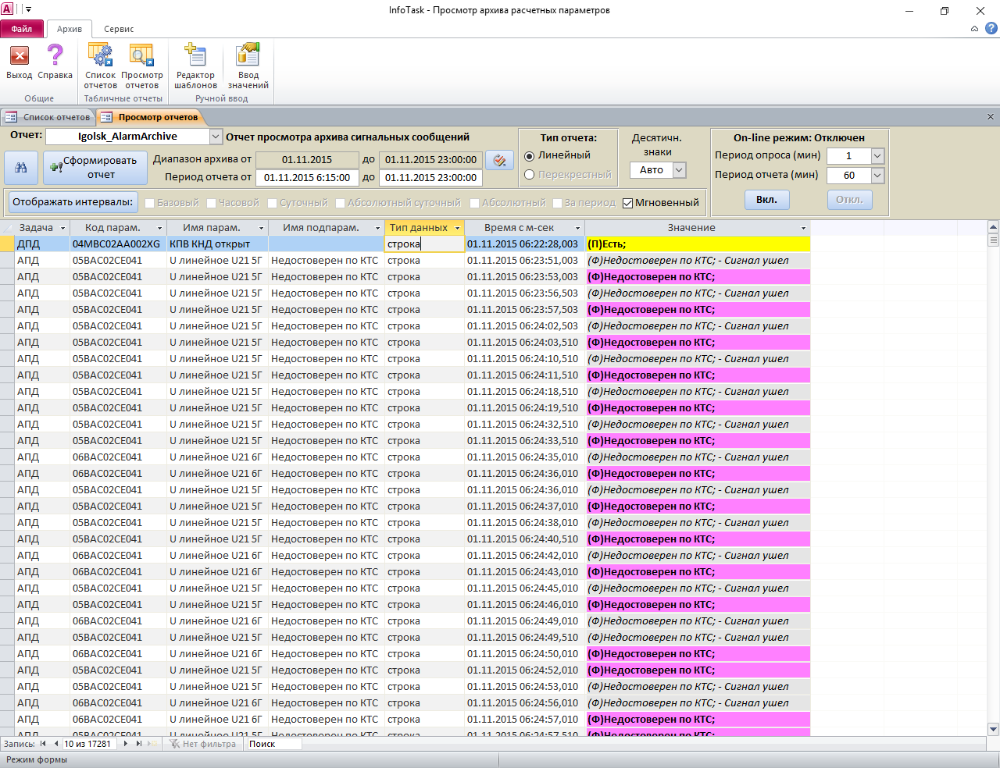 InfoTask - Просмотр архива расчетных параметров
Файл Архив Сервис
Выход Справка Список отчетов Просмотр отчетов Редактор шаблонов Ввод значений
Общие Табличные отчеты Ручной ввод
Список отчетов Просмотр отчетов
Отчет: Igolsk_AlarmArchive Отчет просмотра архива сигнальных сообщений
Сформировать отчет
Диапазон архива от 01.11.2015 до 01.11.2015 23:00:00
Период отчета от 01.11.2015 6:15:00 до 01.11.2015 23:00:00
Тип отчета:
Линейный
Перекрестный
Десятичн. знаки
Авто
On-line режим: Отключен
Период опроса (мин) 1
Период отчета (мин) 60
Вкл. Откл.
Отображать интервалы: Базовый Часовой Суточный Абсолютный суточный Абсолютный За период Мгновенный
Задача Код парам. Имя парам. Имя подпарам. Тип данных Время с м-сек Значение
ДПД 04MBC02AA002XG КПВ КНД открыт строка 01.11.2015 06:22:28,003 (П)Есть;
АПД 05BAC02CE041 U линейное U21 5Г Недостоверен по КТС строка 01.11.2015 06:23:51,003 (Ф)Недостоверен по КТС; - Сигнал ушел
АПД 05BAC02CE041 U линейное U21 5Г Недостоверен по КТС строка 01.11.2015 06:23:53,003 (Ф)Недостоверен по КТС;
АПД 05BAC02CE041 U линейное U21 5Г Недостоверен по КТС строка 01.11.2015 06:23:56,503 (Ф)Недостоверен по КТС; - Сигнал ушел
АПД 05BAC02CE041 U линейное U21 5Г Недостоверен по КТС строка 01.11.2015 06:23:57,503 (Ф)Недостоверен по КТС;
АПД 05BAC02CE041 U линейное U21 5Г Недостоверен по КТС строка 01.11.2015 06:24:02,503 (Ф)Недостоверен по КТС; - Сигнал ушел
АПД 05BAC02CE041 U линейное U21 5Г Недостоверен по КТС строка 01.11.2015 06:24:03,510 (Ф)Недостоверен по КТС;
АПД 05BAC02CE041 U линейное U21 5Г Недостоверен по КТС строка 01.11.2015 06:24:10,510 (Ф)Недостоверен по КТС; - Сигнал ушел
АПД 05BAC02CE041 U линейное U21 5Г Недостоверен по КТС строка 01.11.2015 06:24:11,510 (Ф)Недостоверен по КТС;
АПД 05BAC02CE041 U линейное U21 5Г Недостоверен по КТС строка 01.11.2015 06:24:18,510 (Ф)Недостоверен по КТС; - Сигнал ушел
АПД 05BAC02CE041 U линейное U21 5Г Недостоверен по КТС строка 01.11.2015 06:24:19,510 (Ф)Недостоверен по КТС;
АПД 05BAC02CE041 U линейное U21 5Г Недостоверен по КТС строка 01.11.2015 06:24:32,510 (Ф)Недостоверен по КТС; - Сигнал ушел
АПД 05BAC02CE041 U линейное U21 5Г Недостоверен по КТС строка 01.11.2015 06:24:33,510 (Ф)Недостоверен по КТС;
АПД 06BAC02CE041 U линейное U21 6Г Недостоверен по КТС строка 01.11.2015 06:24:35,010 (Ф)Недостоверен по КТС; - Сигнал ушел
АПД 06BAC02CE041 U линейное U21 6Г Недостоверен по КТС строка 01.11.2015 06:24:36,010 (Ф)Недостоверен по КТС;
АПД 05BAC02CE041 U линейное U21 5Г Недостоверен по КТС строка 01.11.2015 06:24:36,010 (Ф)Недостоверен по КТС; - Сигнал ушел
АПД 05BAC02CE041 U линейное U21 5Г Недостоверен по КТС строка 01.11.2015 06:24:37,010 (Ф)Недостоверен по КТС;
АПД 05BAC02CE041 U линейное U21 5Г Недостоверен по КТС строка 01.11.2015 06:24:38,010 (Ф)Недостоверен по КТС; - Сигнал ушел
АПД 05BAC02CE041 U линейное U21 5Г Недостоверен по КТС строка 01.11.2015 06:24:40,510 (Ф)Недостоверен по КТС;
АПД 06BAC02CE041 U линейное U21 6Г Недостоверен по КТС строка 01.11.2015 06:24:42,010 (Ф)Недостоверен по КТС; - Сигнал ушел
АПД 06BAC02CE041 U линейное U21 6Г Недостоверен по КТС строка 01.11.2015 06:24:43,010 (Ф)Недостоверен по КТС;
АПД 05BAC02CE041 U линейное U21 5Г Недостоверен по КТС строка 01.11.2015 06:24:45,010 (Ф)Недостоверен по КТС; - Сигнал ушел
АПД 05BAC02CE041 U линейное U21 5Г Недостоверен по КТС строка 01.11.2015 06:24:46,010 (Ф)Недостоверен по КТС;
АПД 06BAC02CE041 U линейное U21 6Г Недостоверен по КТС строка 01.11.2015 06:24:49,010 (Ф)Недостоверен по КТС; - Сигнал ушел
АПД 05BAC02CE041 U линейное U21 5Г Недостоверен по КТС строка 01.11.2015 06:24:49,510 (Ф)Недостоверен по КТС; - Сигнал ушел
АПД 06BAC02CE041 U линейное U21 6Г Недостоверен по КТС строка 01.11.2015 06:24:50,010 (Ф)Недостоверен по КТС;
АПД 05BAC02CE041 U линейное U21 5Г Недостоверен по КТС строка 01.11.2015 06:24:52,010 (Ф)Недостоверен по КТС;
АПД 05BAC02CE041 U линейное U21 5Г Недостоверен по КТС строка 01.11.2015 06:24:53,010 (Ф)Недостоверен по КТС; - Сигнал ушел
АПД 06BAC02CE041 U линейное U21 6Г Недостоверен по КТС строка 01.11.2015 06:24:56,010 (Ф)Недостоверен по КТС; - Сигнал ушел
АПД 06BAC02CE041 U линейное U21 6Г Недостоверен по КТС строка 01.11.2015 06:24:57,010 (Ф)Недостоверен по КТС;
АПД 05BAC02CE041 U линейное U21 5Г Недостоверен по КТС строка 01.11.2015 06:24:57,510 (Ф)Недостоверен по КТС;
Запись: 10 из 17281 Нет фильтра Поиск
Режим формы